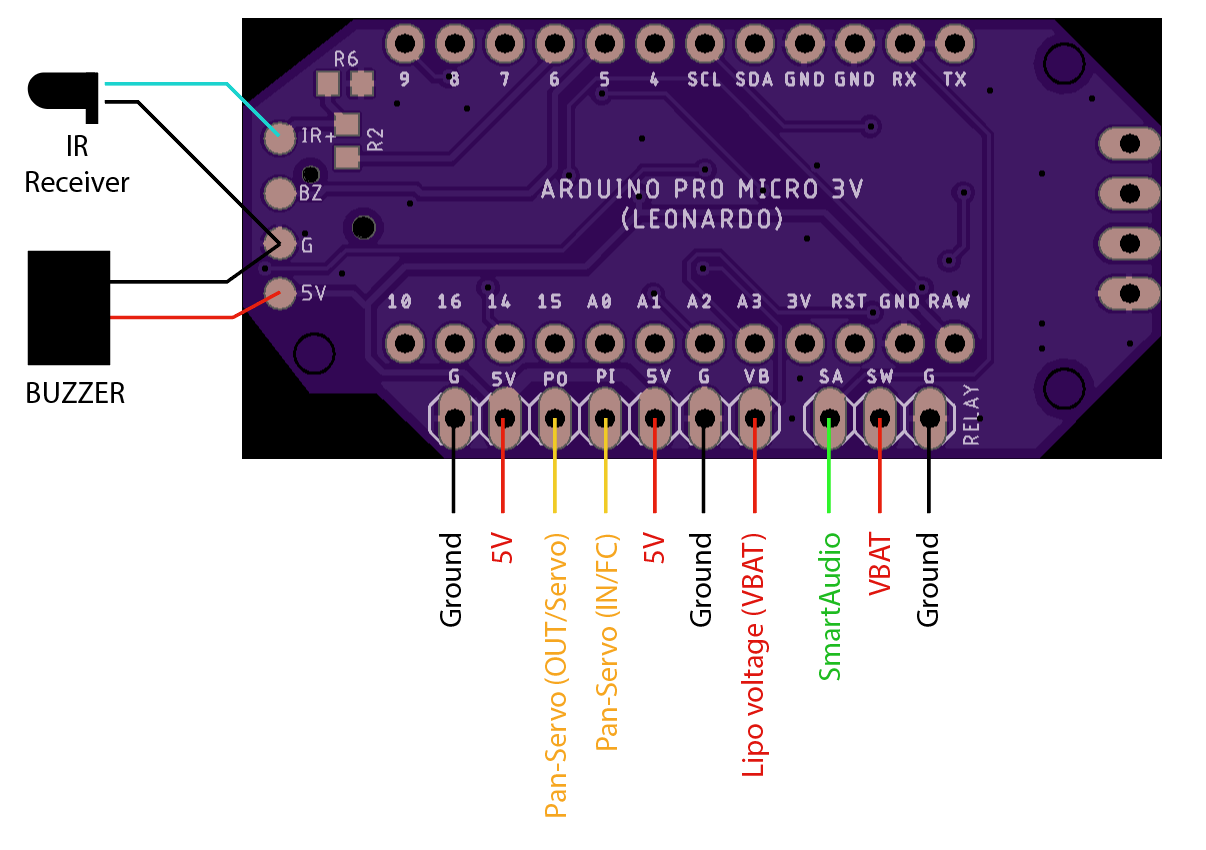 R6
9 8 7 6 5 4 SCL SDA GND GND RX TX
IR+
R2
IR
Receiver
BZ
ARDUINO PRO MICRO 3V
(LEONARDO)
G
5V
10 16 14 15 A0 A1 A2 A3 3V RST GND RAW
G 5V PO PI 5V G VB SA SW G
RELAY
BUZZER
Ground
5V
Pan-Servo (OUT/Servo)
Pan-Servo (IN/FC)
5V
Ground
Lipo voltage (VBAT)
SmartAudio
VBAT
Ground